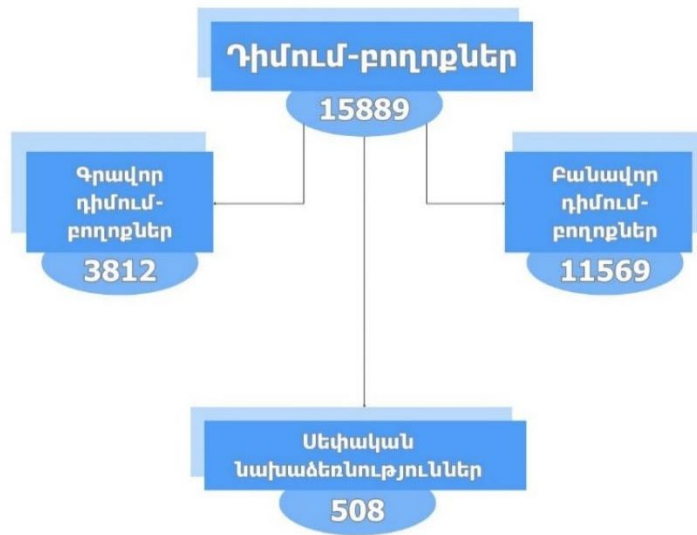 Դիմում-բողոքներ
15889
Գրավոր
դիմում-
բողոքներ
3812
Բանավոր
դիմում-
բողոքներ
11569
Սեփական
նախաձեռնություններ
508